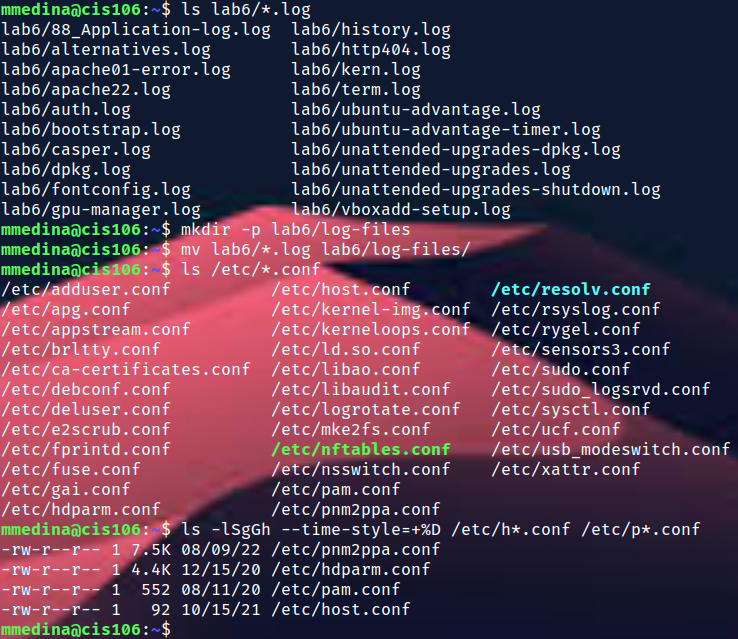 mmedina@cis106:~$ ls lab6/*.log
lab6/88_Application-log.log  lab6/history.log
lab6/alternatives.log        lab6/http404.log
lab6/apache01-error.log      lab6/kern.log
lab6/apache22.log            lab6/term.log
lab6/auth.log                lab6/ubuntu-advantage.log
lab6/bootstrap.log           lab6/ubuntu-advantage-timer.log
lab6/casper.log              lab6/unattended-upgrades-dpkg.log
lab6/dpkg.log                lab6/unattended-upgrades.log
lab6/fontconfig.log          lab6/unattended-upgrades-shutdown.log
lab6/gpu-manager.log         lab6/vboxadd-setup.log
mmedina@cis106:~$ mkdir -p lab6/log-files
mmedina@cis106:~$ mv lab6/*.log lab6/log-files/
mmedina@cis106:~$ ls /etc/*.conf
/etc/adduser.conf          /etc/host.conf        /etc/resolv.conf
/etc/apg.conf              /etc/kernel-img.conf  /etc/rsyslog.conf
/etc/appstream.conf        /etc/kerneloops.conf  /etc/rygel.conf
/etc/brltty.conf           /etc/ld.so.conf       /etc/sensors3.conf
/etc/ca-certificates.conf  /etc/libao.conf       /etc/sudo.conf
/etc/debconf.conf          /etc/libaudit.conf    /etc/sudo_logsrvd.conf
/etc/deluser.conf          /etc/logrotate.conf   /etc/sysctl.conf
/etc/e2scrub.conf          /etc/mke2fs.conf      /etc/ucf.conf
/etc/fprintd.conf          /etc/nftables.conf    /etc/usb_modeswitch.conf
/etc/fuse.conf             /etc/nsswitch.conf    /etc/xattr.conf
/etc/gai.conf              /etc/pam.conf
/etc/hdparm.conf           /etc/pnm2ppa.conf
mmedina@cis106:~$ ls -lSgGh --time-style=+%D /etc/h*.conf /etc/p*.conf
-rw-r--r-- 1 7.5K 08/09/22 /etc/pnm2ppa.conf
-rw-r--r-- 1 4.4K 12/15/20 /etc/hdparm.conf
-rw-r--r-- 1  552 08/11/20 /etc/pam.conf
-rw-r--r-- 1   92 10/15/21 /etc/host.conf
mmedina@cis106:~$